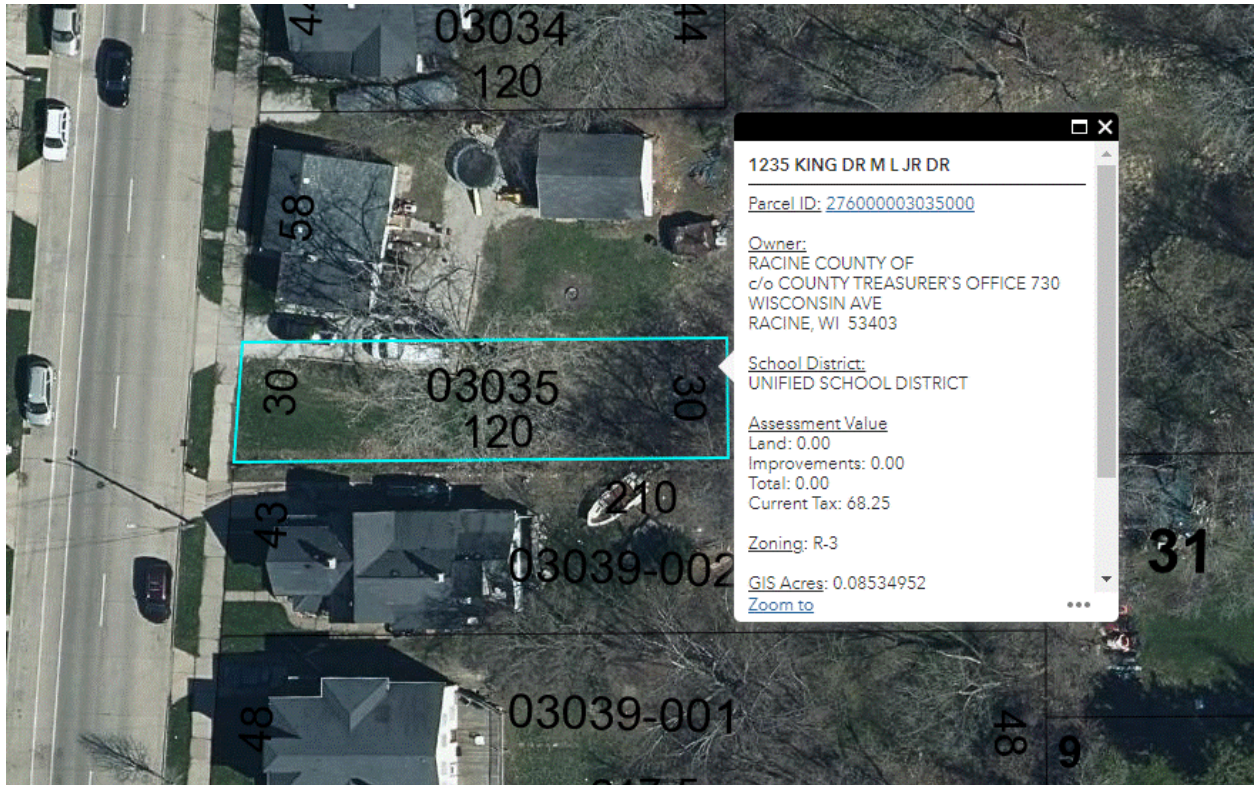 44
03034
44
120
58
1235 KING DR M L JR DR
Parcel ID: 276000003035000
Owner:
RACINE COUNTY OF
c/o COUNTY TREASURER`S OFFICE 730
WISCONSIN AVE
RACINE, WI 53403
School District:
UNIFIED SCHOOL DISTRICT
Assessment Value
Land: 0.00
Improvements: 0.00
Total: 0.00
Current Tax: 68.25
Zoning: R-3
GIS Acres: 0.08534952
Zoom to
30
03035
30
120
210
43
03039-002
31
03039-001
48
48
9